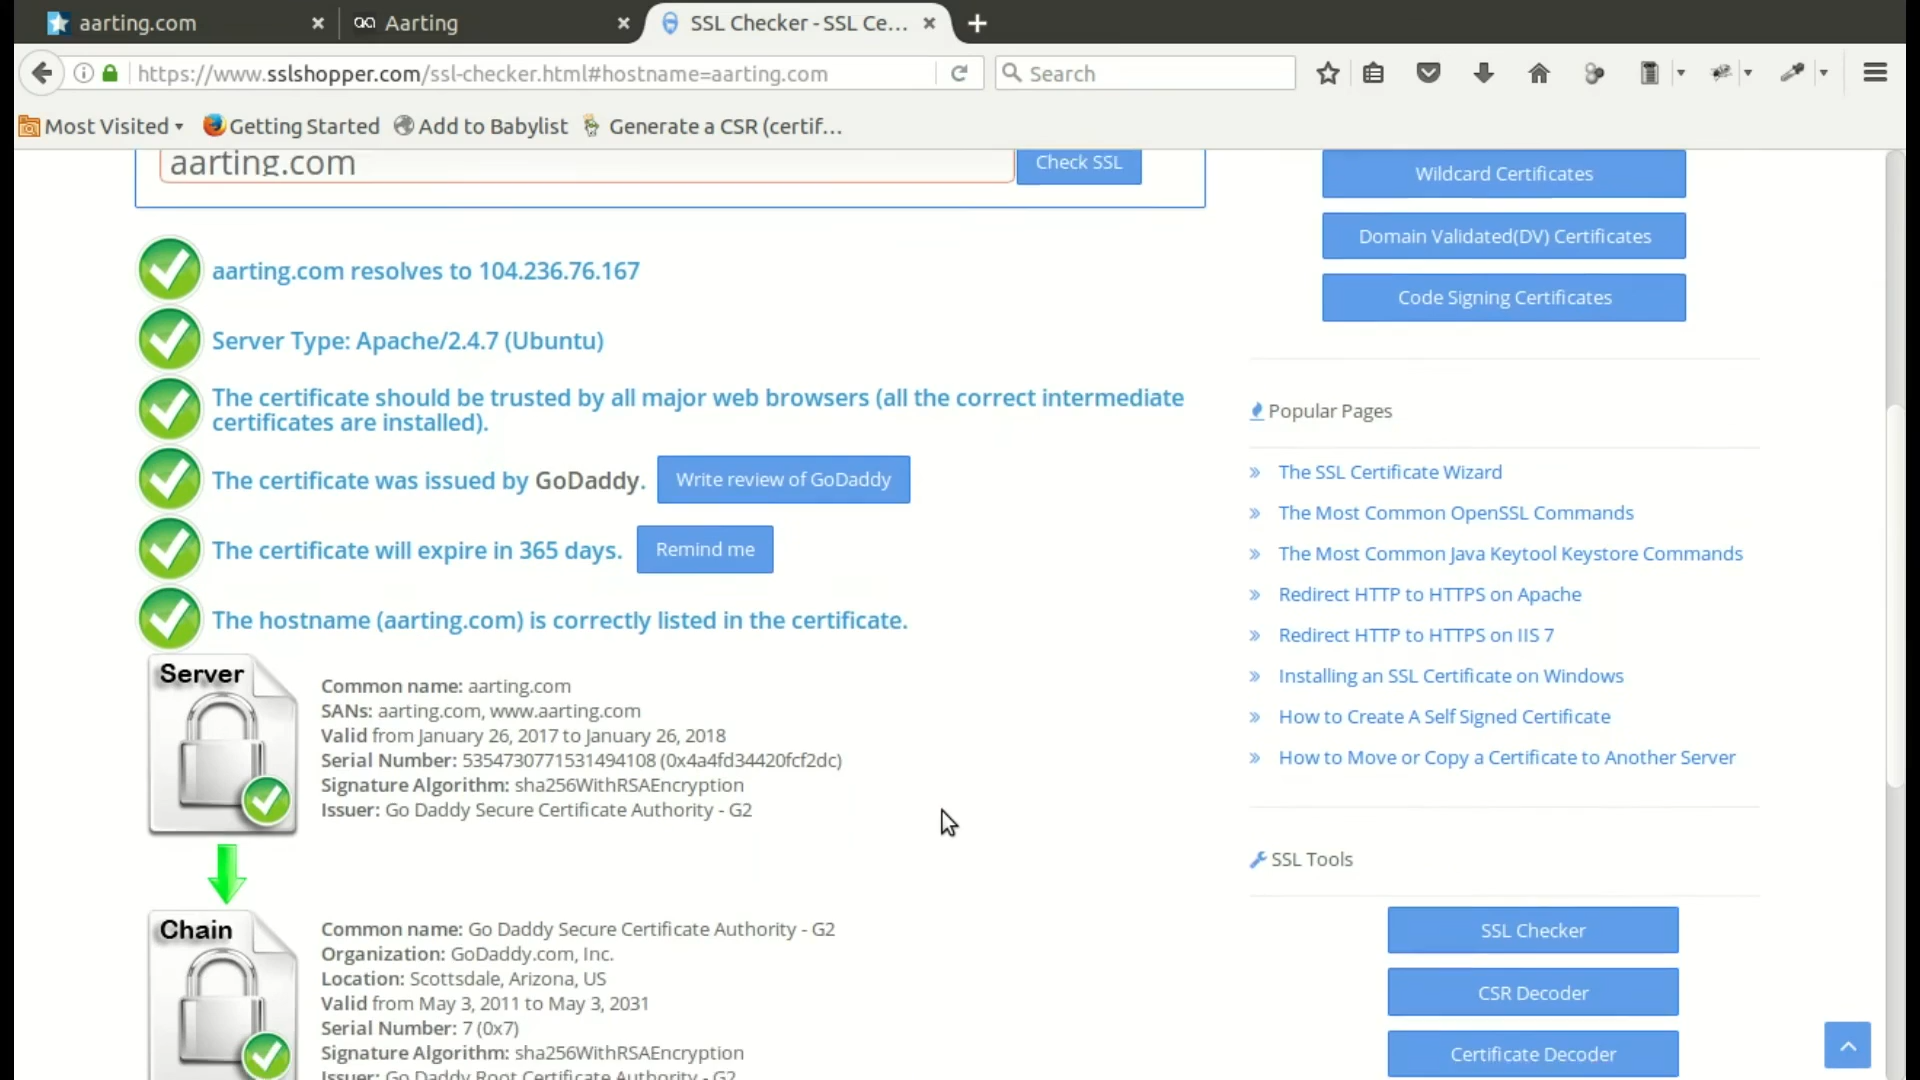 aarting.com
Aarting
SSL Checker - SSL Ce...
https://www.sslshopper.com/ssl-checker.html#hostname=aarting.com
Search
Most Visited
Getting Started
Add to Babylist
Generate a CSR (certif...
aarting.com
Check SSL
aarting.com resolves to 104.236.76.167
Server Type: Apache/2.4.7 (Ubuntu)
The certificate should be trusted by all major web browsers (all the correct intermediate
certificates are installed).
The certificate was issued by GoDaddy.
Write review of GoDaddy
The certificate will expire in 365 days.
Remind me
The hostname (aarting.com) is correctly listed in the certificate.
Server
Common name: aarting.com
SANs: aarting.com, www.aarting.com
Valid from January 26, 2017 to January 26, 2018
Serial Number: 5354730771531494108 (0x4a4fd34420fcf2dc)
Signature Algorithm: sha256WithRSAEncryption
Issuer: Go Daddy Secure Certificate Authority - G2
Chain
Common name: Go Daddy Secure Certificate Authority - G2
Organization: GoDaddy.com, Inc.
Location: Scottsdale, Arizona, US
Valid from May 3, 2011 to May 3, 2031
Serial Number: 7 (0x7)
Signature Algorithm: sha256WithRSAEncryption
Issuer: Go Daddy Root Certificate Authority - G2
Wildcard Certificates
Domain Validated(DV) Certificates
Code Signing Certificates
Popular Pages
» The SSL Certificate Wizard
» The Most Common OpenSSL Commands
» The Most Common Java Keytool Keystore Commands
» Redirect HTTP to HTTPS on Apache
» Redirect HTTP to HTTPS on IIS 7
» Installing an SSL Certificate on Windows
» How to Create A Self Signed Certificate
» How to Move or Copy a Certificate to Another Server
SSL Tools
SSL Checker
CSR Decoder
Certificate Decoder